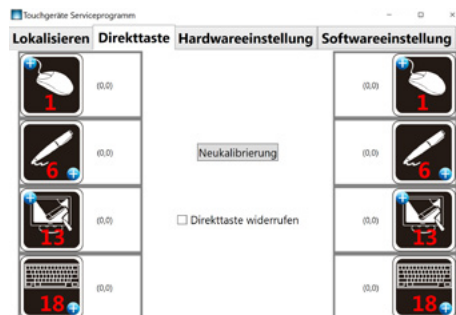 Touchgeräte Serviceprogramm
Lokalisieren Direkttaste Hardwareeinstellung Softwareeinstellung
1 (0,0) (0,0) 1
6 (0,0) Neukalibrierung (0,0) 6
13 (0,0) Direkttaste widerrufen (0,0) 13
18 (0,0) (0,0) 18